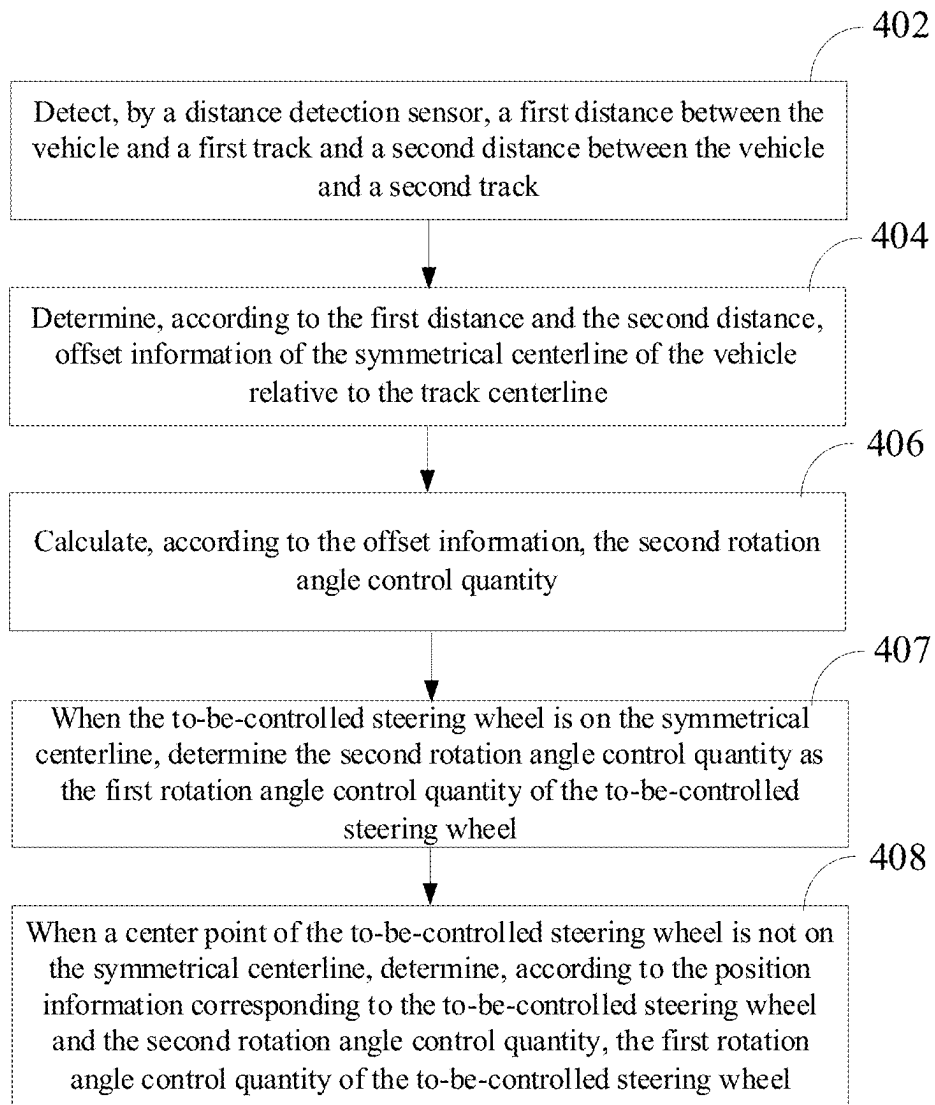 402
Detect, by a distance detection sensor, a first distance between the
vehicle and a first track and a second distance between the vehicle
and a second track
404
Determine, according to the first distance and the second distance,
offset information of the symmetrical centerline of the vehicle
relative to the track centerline
406
Calculate, according to the offset information, the second rotation
angle control quantity
407
When the to-be-controlled steering wheel is on the symmetrical
centerline, determine the second rotation angle control quantity as
the first rotation angle control quantity of the to-be-controlled
steering wheel
408
When a center point of the to-be-controlled steering wheel is not on
the symmetrical centerline, determine, according to the position
information corresponding to the to-be-controlled steering wheel
and the second rotation angle control quantity, the first rotation
angle control quantity of the to-be-controlled steering wheel